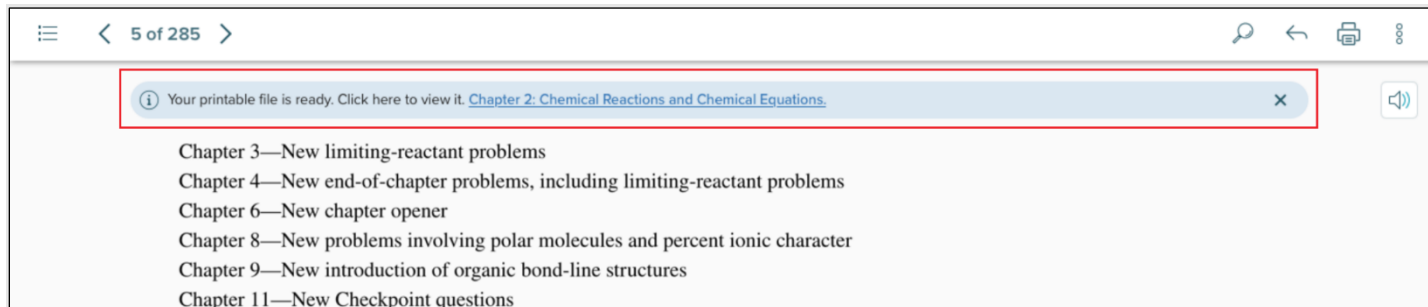 5 of 285
Your printable file is ready. Click here to view it. Chapter 2: Chemical Reactions and Chemical Equations.
Chapter 3—New limiting-reactant problems
Chapter 4—New end-of-chapter problems, including limiting-reactant problems
Chapter 6—New chapter opener
Chapter 8—New problems involving polar molecules and percent ionic character
Chapter 9—New introduction of organic bond-line structures
Chapter 11—New Checkpoint questions